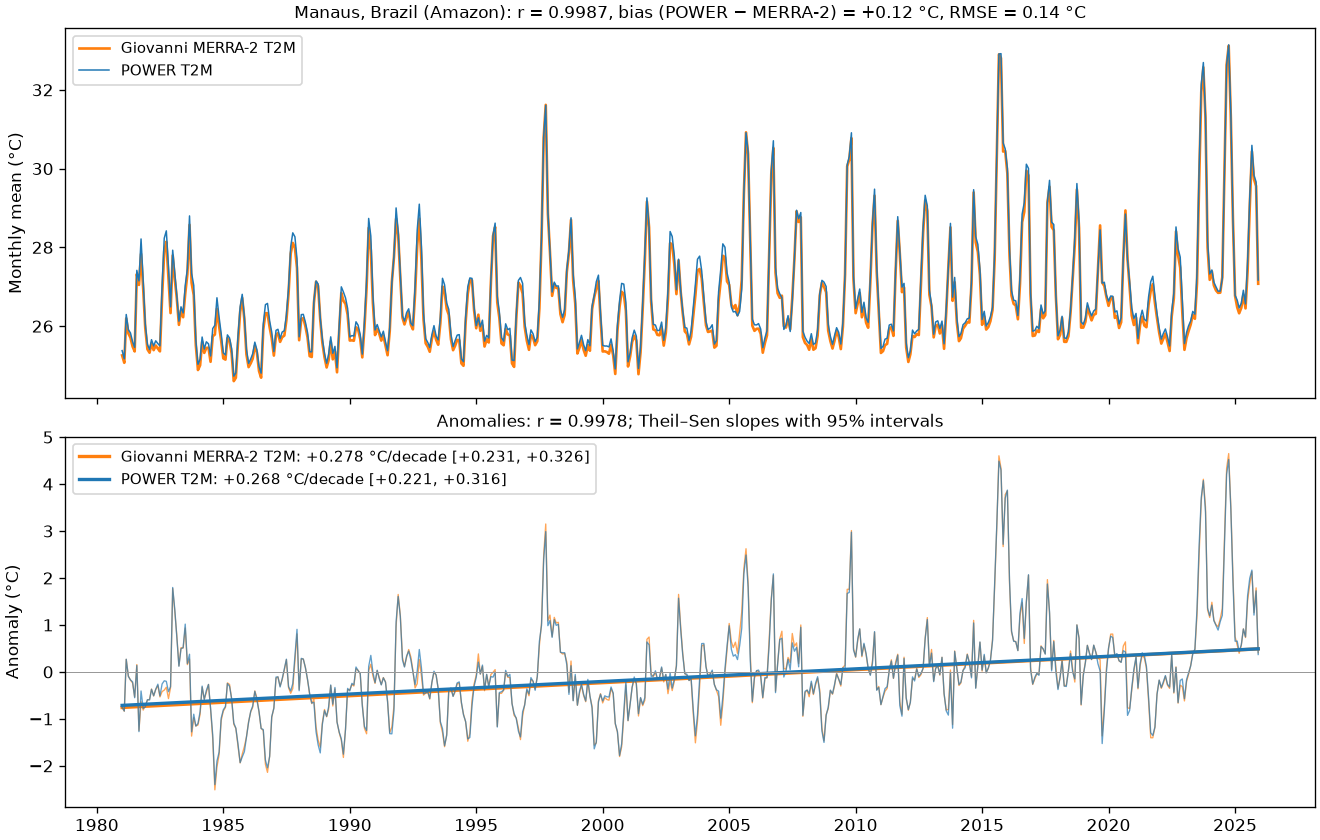 Manaus, Brazil (Amazon): r = 0.9987, bias (POWER − MERRA-2) = +0.12 °C, RMSE = 0.14 °C
Giovanni MERRA-2 T2M
POWER T2M
Monthly mean (°C)
32
30
28
26
Anomalies: r = 0.9978; Theil–Sen slopes with 95% intervals
Giovanni MERRA-2 T2M: +0.278 °C/decade [+0.231, +0.326]
POWER T2M: +0.268 °C/decade [+0.221, +0.316]
Anomaly (°C)
5
4
3
2
1
0
−1
−2
1980 1985 1990 1995 2000 2005 2010 2015 2020 2025